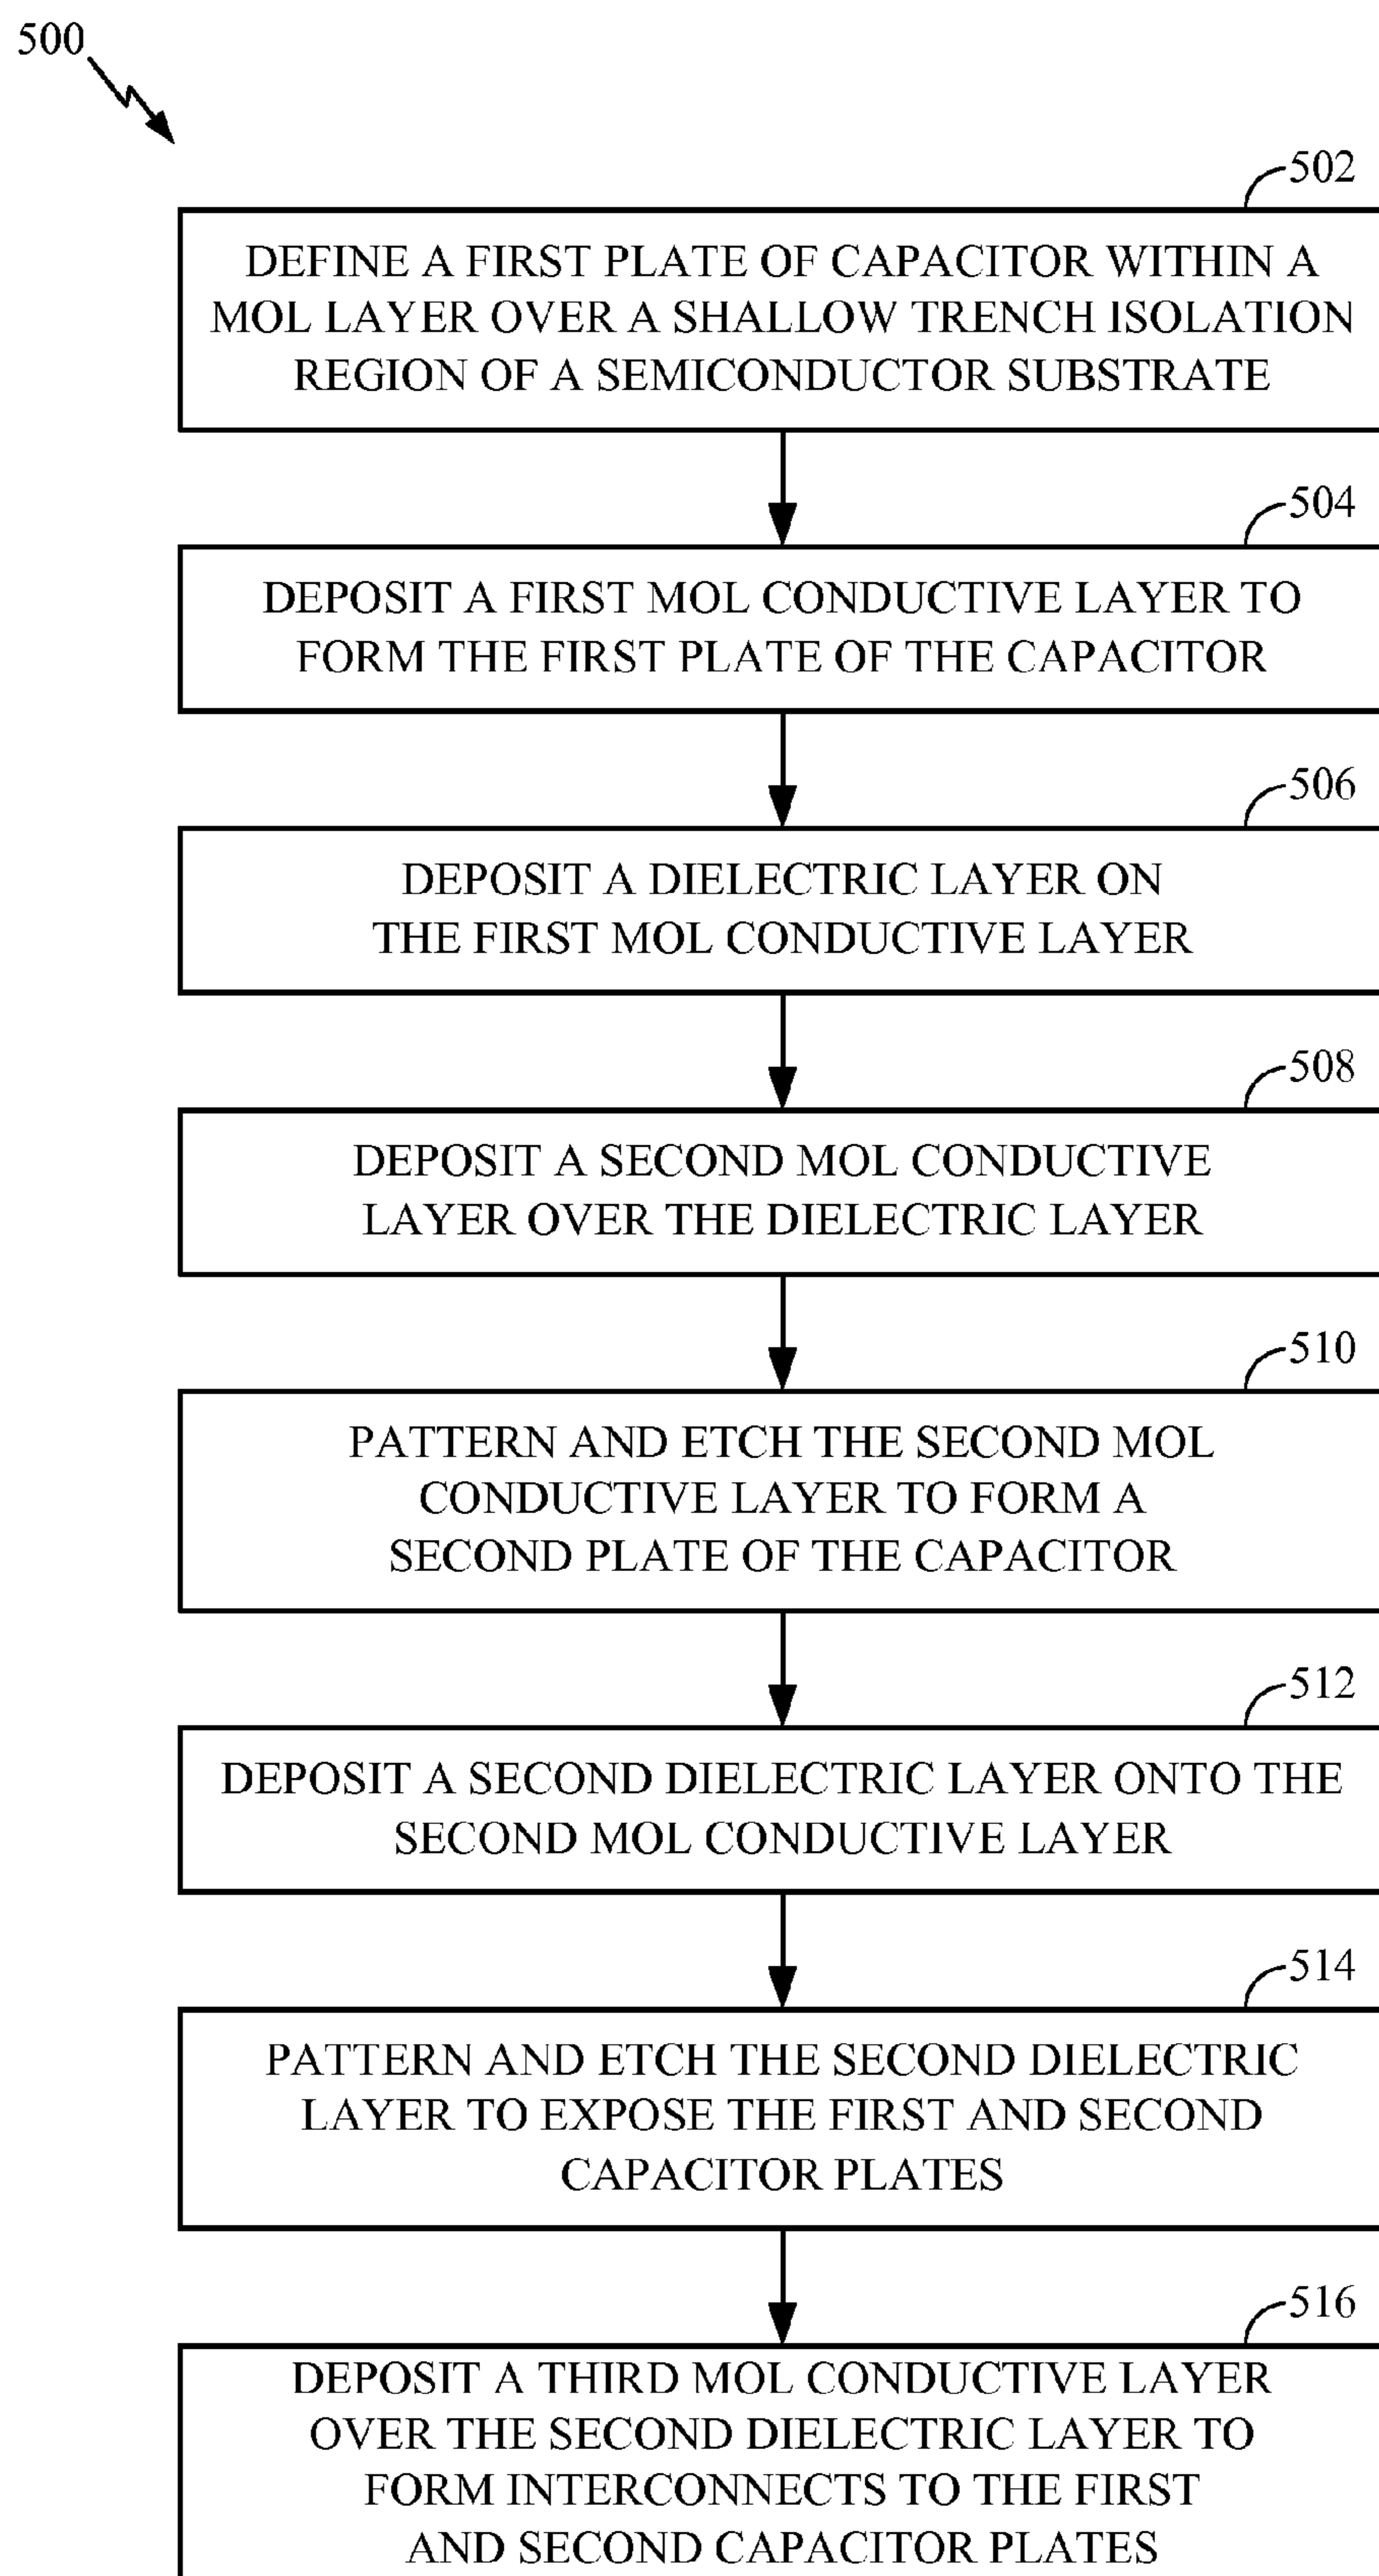 500
502
DEFINE A FIRST PLATE OF CAPACITOR WITHIN A
MOL LAYER OVER A SHALLOW TRENCH ISOLATION
REGION OF A SEMICONDUCTOR SUBSTRATE
504
DEPOSIT A FIRST MOL CONDUCTIVE LAYER TO
FORM THE FIRST PLATE OF THE CAPACITOR
506
DEPOSIT A DIELECTRIC LAYER ON
THE FIRST MOL CONDUCTIVE LAYER
508
DEPOSIT A SECOND MOL CONDUCTIVE
LAYER OVER THE DIELECTRIC LAYER
510
PATTERN AND ETCH THE SECOND MOL
CONDUCTIVE LAYER TO FORM A
SECOND PLATE OF THE CAPACITOR
512
DEPOSIT A SECOND DIELECTRIC LAYER ONTO THE
SECOND MOL CONDUCTIVE LAYER
514
PATTERN AND ETCH THE SECOND DIELECTRIC
LAYER TO EXPOSE THE FIRST AND SECOND
CAPACITOR PLATES
516
DEPOSIT A THIRD MOL CONDUCTIVE LAYER
OVER THE SECOND DIELECTRIC LAYER TO
FORM INTERCONNECTS TO THE FIRST
AND SECOND CAPACITOR PLATES